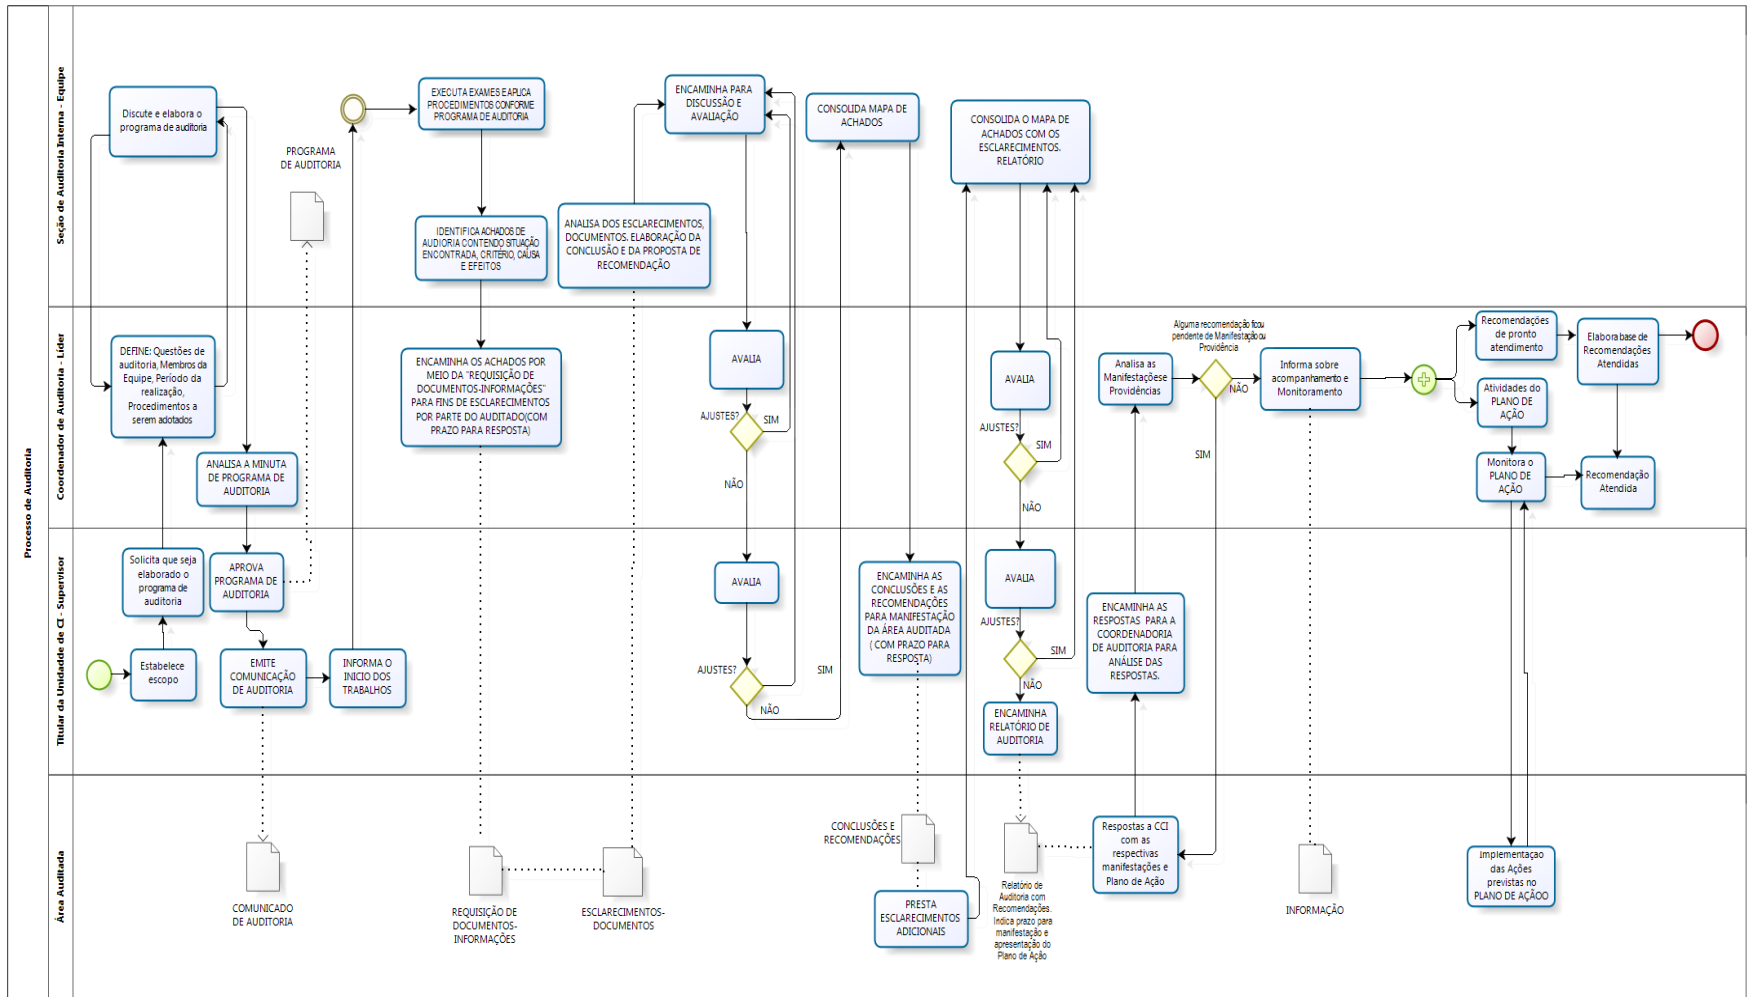 Processo de Auditoria
Seção de Auditoria Interna - Equipe
Discute e elabora o
programa de auditoria
PROGRAMA
DE AUDITORIA
EXECUTA EXAMES E APLICA
PROCEDIMENTOS CONFORME
PROGRAMA DE AUDITORIA
IDENTIFICA ACHADOS DE
AUDIORIA CONTENDO SITUAÇÃO
ENCONTRADA, CRITÉRIO, CAUSA
E EFEITOS
ANALISA DOS ESCLARECIMENTOS,
DOCUMENTOS. ELABORAÇÃO DA
CONCLUSÃO E DA PROPOSTA DE
RECOMENDAÇÃO
ENCAMINHA PARA
DISCUSSÃO E
AVALIAÇÃO
CONSOLIDA MAPA DE
ACHADOS
CONSOLIDA O MAPA DE
ACHADOS COM OS
ESCLARECIMENTOS.
RELATÓRIO
Coordenador de Auditoria - Líder
DEFINE: Questões de
auditoria, Membros da
Equipe, Período da
realização,
Procedimentos a
serem adotados
ANALISA A MINUTA
DE PROGRAMA DE
AUDITORIA
ENCAMINHA OS ACHADOS POR
MEIO DA "REQUISIÇÃO DE
DOCUMENTOS-INFORMAÇÕES"
PARA FINS DE ESCLARECIMENTOS
POR PARTE DO AUDITADO(COM
PRAZO PARA RESPOSTA)
AVALIA
AJUSTES?
SIM
NÃO
AVALIA
AJUSTES?
SIM
NÃO
Analisa as
Manifestaçõese
Providências
Alguma recomendação ficou
pendente de Manifestação ou
Providência
NÃO
SIM
Informa sobre
acompanhamento e
Monitoramento
Recomendações
de pronto
atendimento
Atividades do
PLANO DE
AÇÃO
Monitora o
PLANO DE
AÇÃO
Elabora base de
Recomendações
Atendidas
Recomendação
Atendida
Titular da Unidadde de CI - Supervisor
Solicita que seja
elaborado o
programa de
auditoria
Estabelece
escopo
APROVA
PROGRAMA DE
AUDITORIA
EMITE
COMUNICAÇÃO
DE AUDITORIA
INFORMA O
INICIO DOS
TRABALHOS
AVALIA
AJUSTES?
SIM
NÃO
ENCAMINHA AS
CONCLUSÕES E AS
RECOMENDAÇÕES
PARA MANIFESTAÇÃO
DA ÁREA AUDITADA
( COM PRAZO PARA
RESPOSTA)
AVALIA
AJUSTES?
SIM
NÃO
ENCAMINHA
RELATÓRIO DE
AUDITORIA
ENCAMINHA AS
RESPOSTAS PARA A
COORDENADORIA
DE AUDITORIA PARA
ANÁLISE DAS
RESPOSTAS.
Área Auditada
COMUNICADO
DE AUDITORIA
REQUISIÇÃO DE
DOCUMENTOS-
INFORMAÇÕES
ESCLARECIMENTOS-
DOCUMENTOS
CONCLUSÕES E
RECOMENDAÇÕES
PRESTA
ESCLARECIMENTOS
ADICIONAIS
Relatório de
Auditoria com
Recomendações.
Indica prazo para
manifestação e
apresentação do
Plano de Ação
Respostas a CCI
com as
respectivas
manifestações e
Plano de Ação
INFORMAÇÃO
Implementaçao
das Ações
previstas no
PLANO DE AÇÃOO